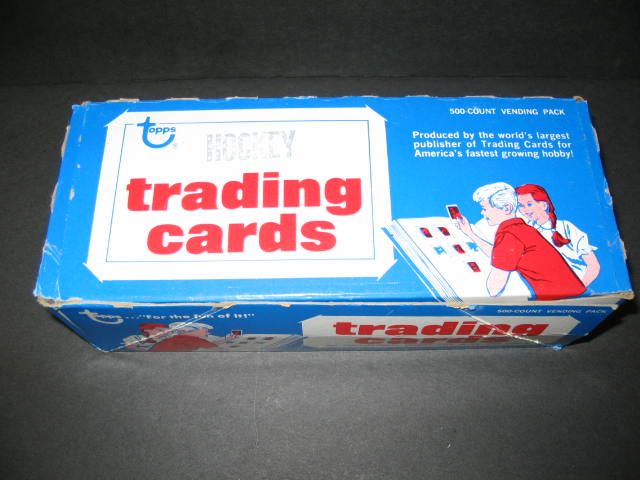 topps®
HOCKEY
trading
cards
500-COUNT VENDING PACK
Produced by the world's largest
publisher of Trading Cards for
America's fastest growing hobby!
topps..."For the fun of it!"
trading
cards
500-COUNT VENDING PACK